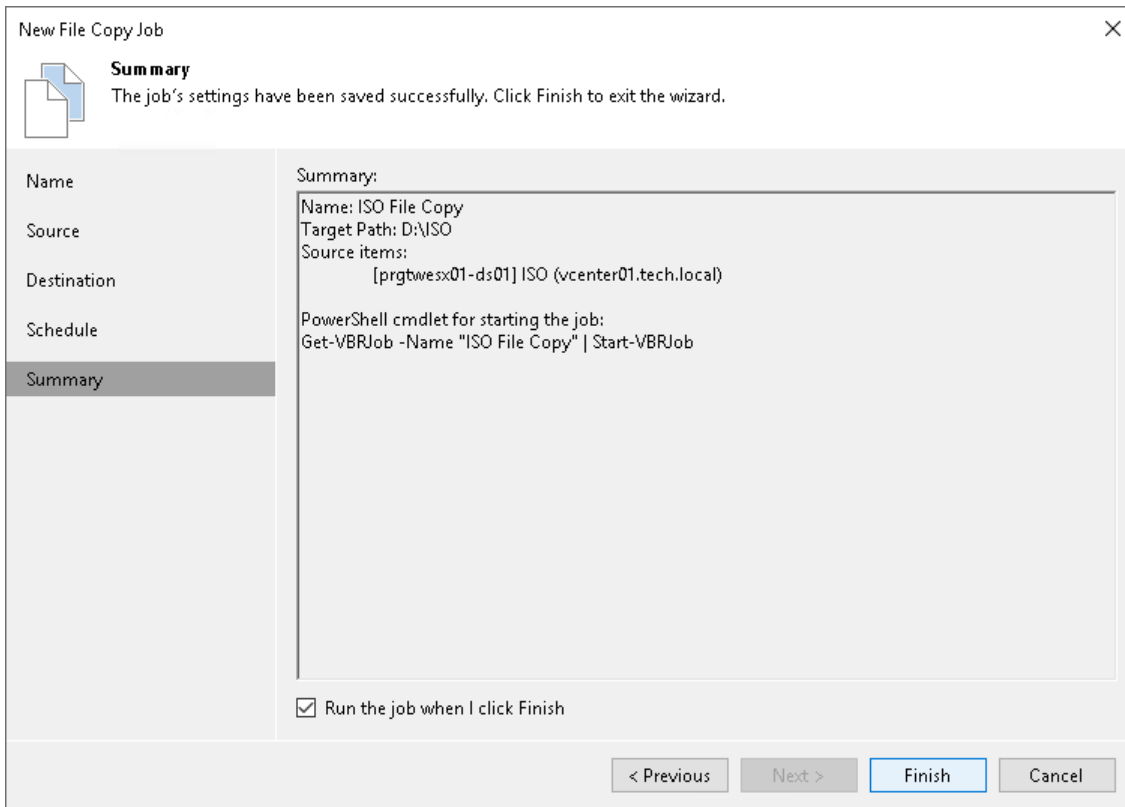 New File Copy Job
Summary
The job's settings have been saved successfully. Click Finish to exit the wizard.
Name
Source
Destination
Schedule
Summary
Summary:
Name: ISO File Copy
Target Path: D:\ISO
Source items:
[prgtwesx01-ds01] ISO (vcenter01.tech.local)
PowerShell cmdlet for starting the job:
Get-VBRJob -Name "ISO File Copy" | Start-VBRJob
Run the job when I click Finish
< Previous
Next >
Finish
Cancel